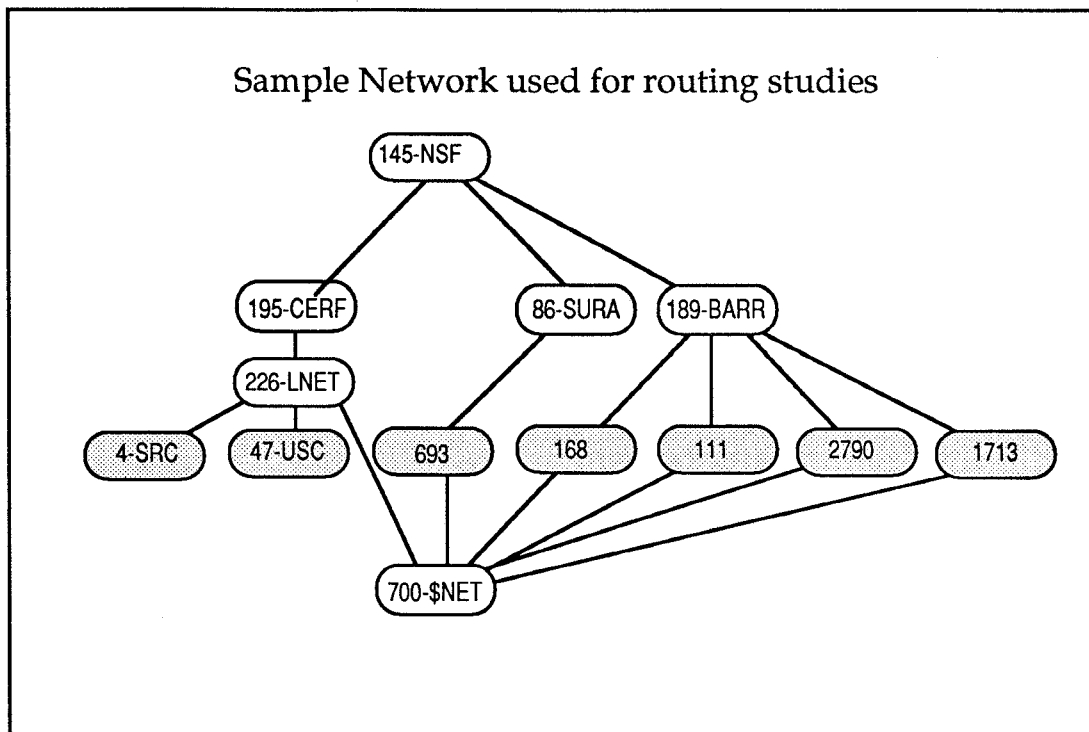 Sample Network used for routing studies
145-NSF
195-CERF
86-SURA
189-BARR
226-LNET
4-SRC
47-USC
693
168
111
2790
1713
700-$NET